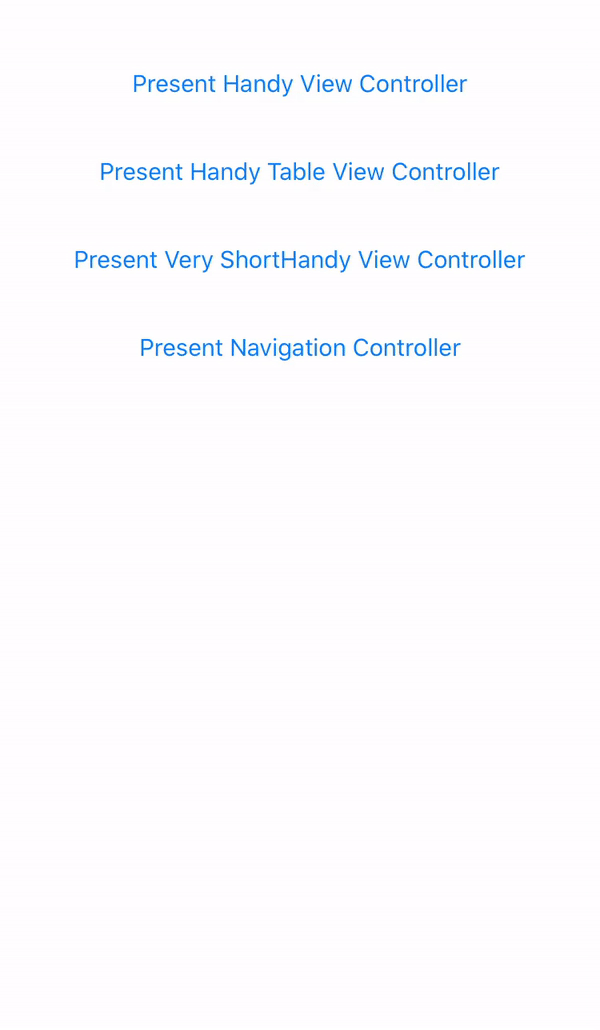 Present Handy View Controller
Present Handy Table View Controller
Present Very ShortHandy View Controller
Present Navigation Controller